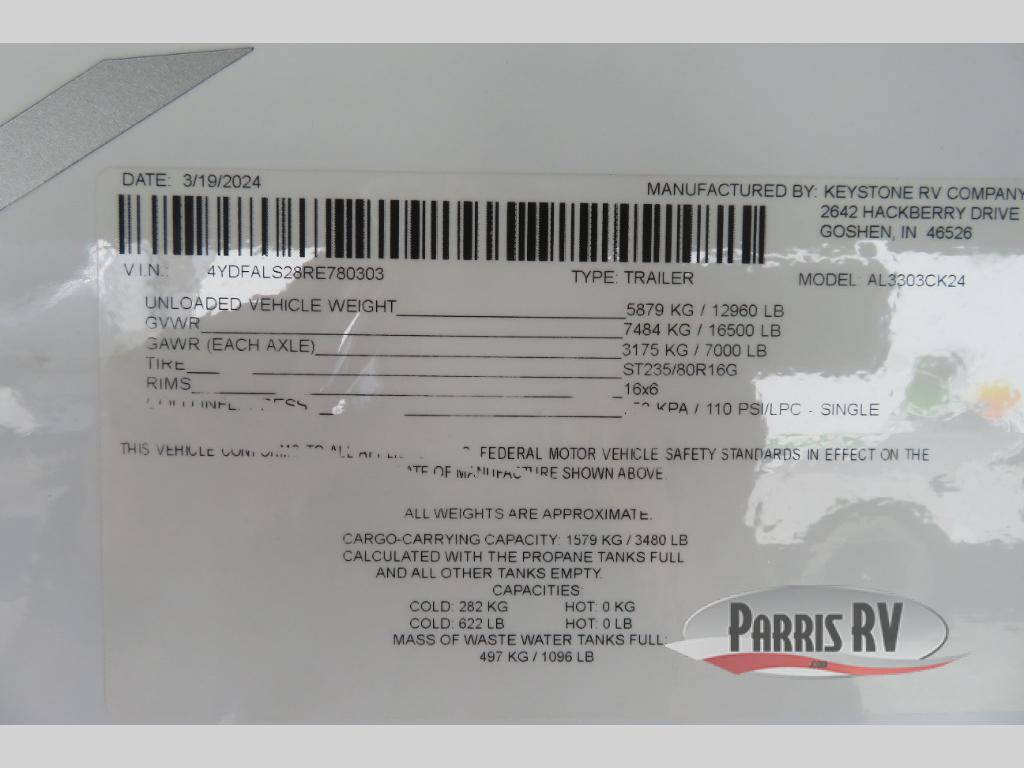 DATE: 3/19/2024
MANUFACTURED BY: KEYSTONE RV COMPANY
2642 HACKBERRY DRIVE
GOSHEN, IN 46526
V.I.N.: 4YDFALS28RE780303 TYPE: TRAILER MODEL: AL3303CK24
UNLOADED VEHICLE WEIGHT 5879 KG / 12960 LB
GVWR 7484 KG / 16500 LB
GAWR (EACH AXLE) 3175 KG / 7000 LB
TIRE ST235/80R16G
RIMS 16x6
KPA / 110 PSI/LPC - SINGLE
THIS VEHICLE TO ALL FEDERAL MOTOR VEHICLE SAFETY STANDARDS IN EFFECT ON THE
OF MANUFACTURE SHOWN ABOVE.
ALL WEIGHTS ARE APPROXIMATE.
CARGO-CARRYING CAPACITY: 1579 KG / 3480 LB
CALCULATED WITH THE PROPANE TANKS FULL
AND ALL OTHER TANKS EMPTY.
CAPACITIES:
COLD: 282 KG HOT: 0 KG
COLD: 622 LB HOT: 0 LB
MASS OF WASTE WATER TANKS FULL:
497 KG / 1096 LB
PARRIS RV
.com